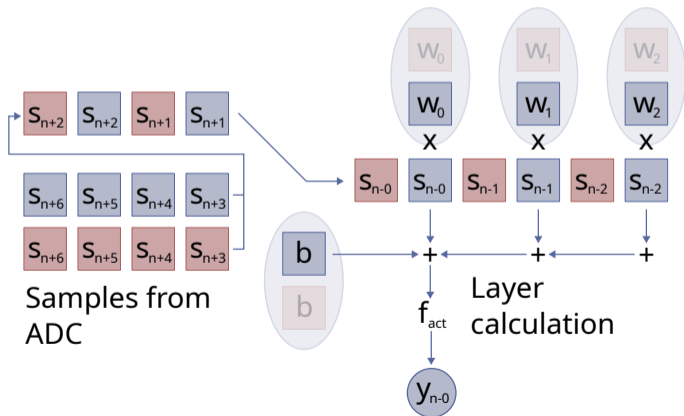 w₀ w₁ w₂
w₀ w₁ w₂
x x x
sₙ₊₂ sₙ₊₂ sₙ₊₁ sₙ₊₁
sₙ₋₀ sₙ₋₀ sₙ₋₁ sₙ₋₁ sₙ₋₂ sₙ₋₂
sₙ₊₆ sₙ₊₅ sₙ₊₄ sₙ₊₃
sₙ₊₆ sₙ₊₅ sₙ₊₄ sₙ₊₃
b + + +
b
Samples from
ADC
Layer
calculation
f_act
yₙ₋₀